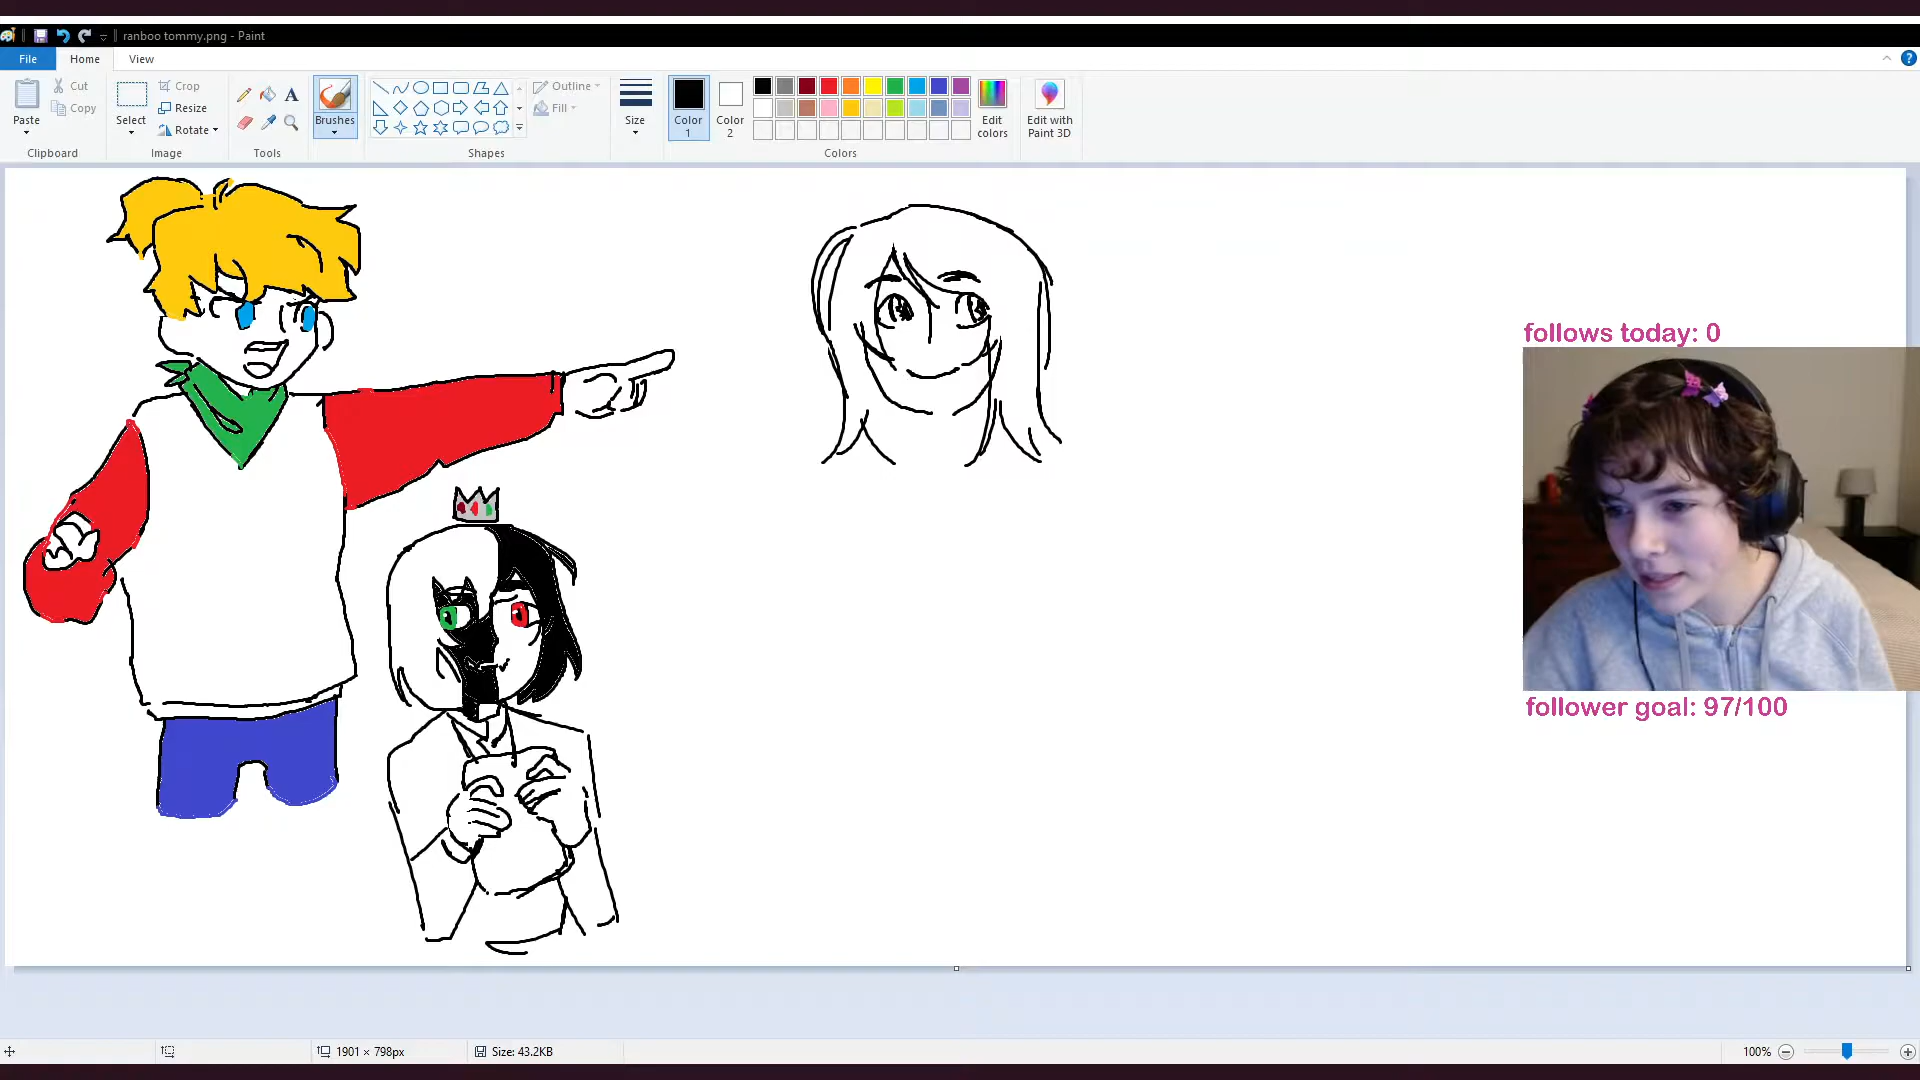 ranboo tommy.png - Paint
File Home View
Paste
Cut
Copy
Clipboard
Select
Crop
Resize
Rotate
Image
A
Tools
Brushes
Outline
Fill
Shapes
Size
Color 1
Color 2
Edit colors
Colors
Edit with Paint 3D
?
follows today: 0
follower goal: 97/100
1901 × 798px
Size: 43.2KB
100%